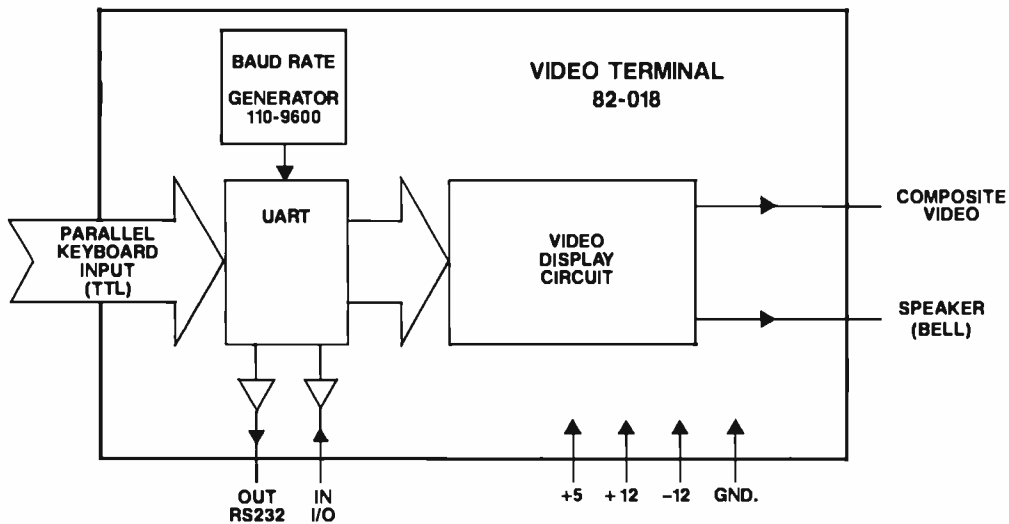 BAUD RATE
GENERATOR
110-9600
VIDEO TERMINAL
82-018
PARALLEL
KEYBOARD
INPUT
(TTL)
UART
VIDEO
DISPLAY
CIRCUIT
COMPOSITE
VIDEO
SPEAKER
(BELL)
OUT
RS232
IN
I/O
+5
+12
-12
GND.